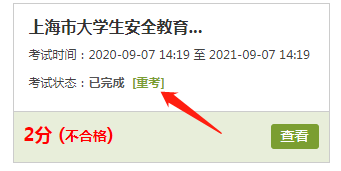 上海市大学生安全教育...
考试时间：2020-09-07 14:19 至 2021-09-07 14:19
考试状态：已完成 [重考]
2分 (不合格)
查看